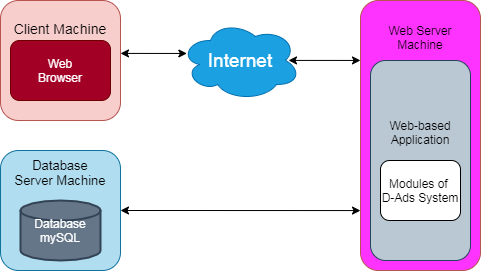 Client Machine
Web
Browser
Internet
Web Server
Machine
Web-based
Application
Modules of
D-Ads System
Database
Server Machine
Database
mySQL